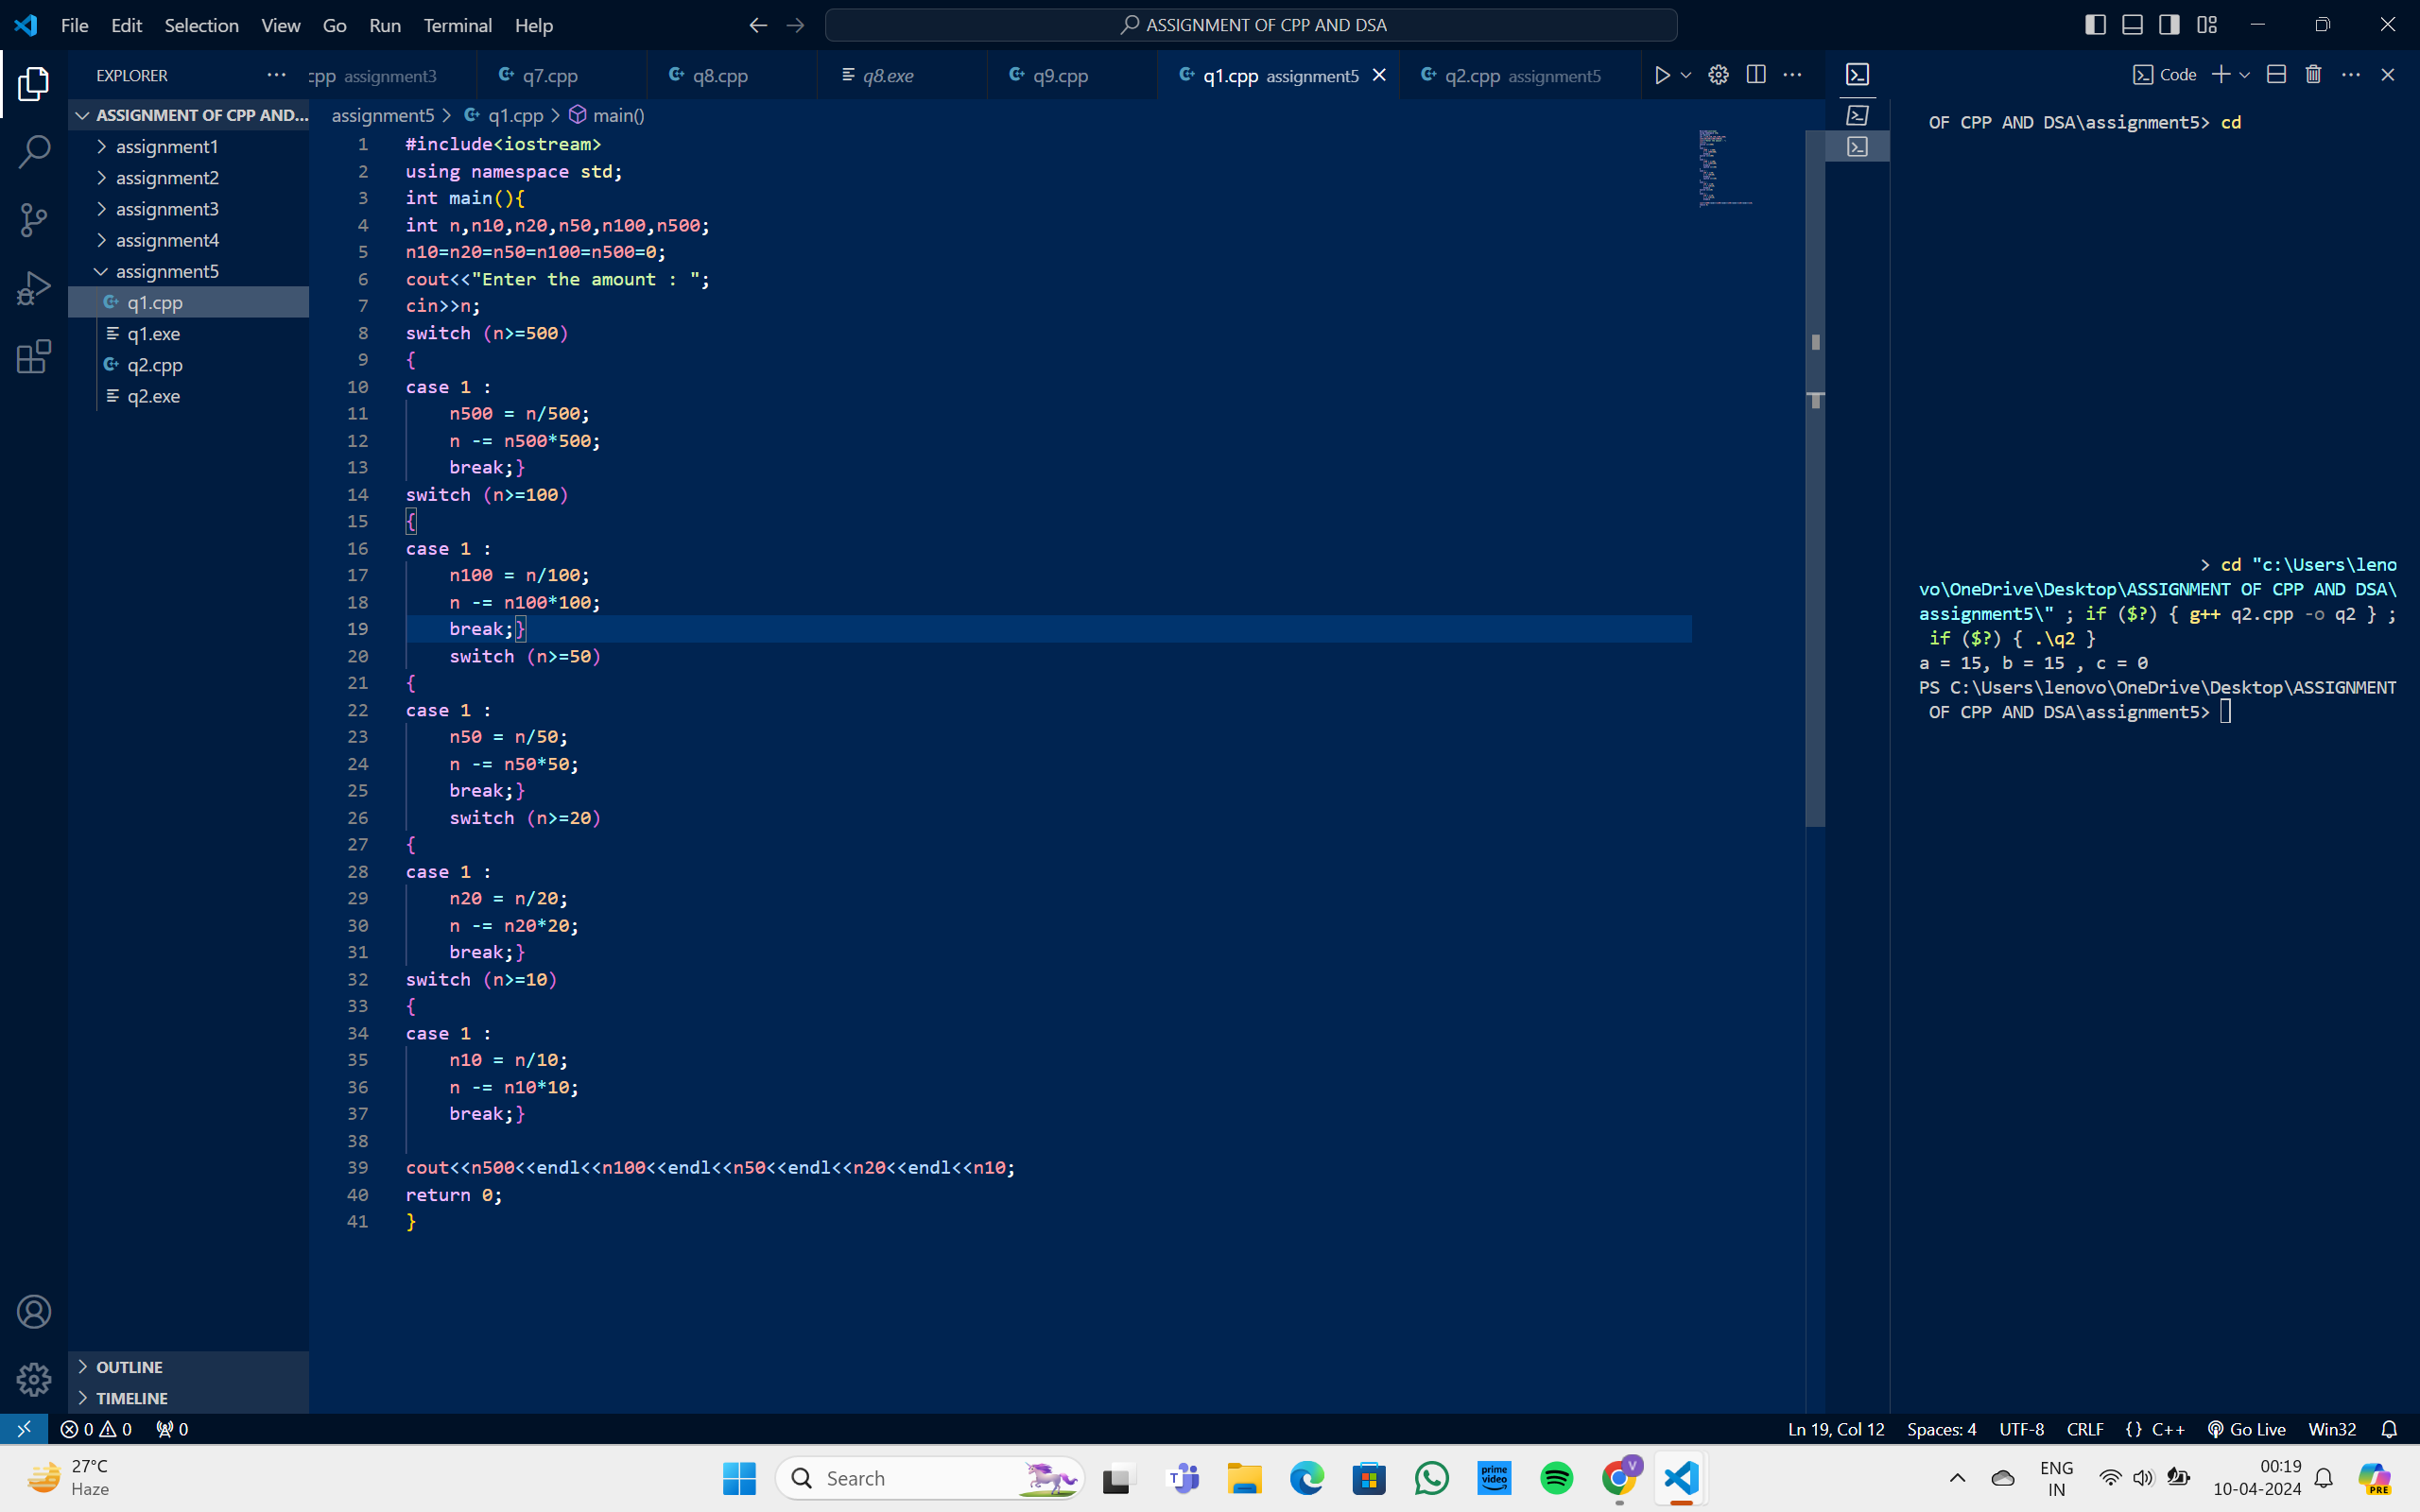 File Edit Selection View Go Run Terminal Help
ASSIGNMENT OF CPP AND DSA
EXPLORER
cpp assignment3
q7.cpp
q8.cpp
q8.exe
q9.cpp
q1.cpp assignment5
q2.cpp assignment5
Code
ASSIGNMENT OF CPP AND...
assignment1
assignment2
assignment3
assignment4
assignment5
q1.cpp
q1.exe
q2.cpp
q2.exe
OUTLINE
TIMELINE
assignment5 > q1.cpp > main()
1 #include<iostream>
2 using namespace std;
3 int main(){
4 int n,n10,n20,n50,n100,n500;
5 n10=n20=n50=n100=n500=0;
6 cout<<"Enter the amount : ";
7 cin>>n;
8 switch (n>=500)
9 {
10 case 1 :
11 n500 = n/500;
12 n -= n500*500;
13 break;}
14 switch (n>=100)
15 {
16 case 1 :
17 n100 = n/100;
18 n -= n100*100;
19 break;}
20 switch (n>=50)
21 {
22 case 1 :
23 n50 = n/50;
24 n -= n50*50;
25 break;}
26 switch (n>=20)
27 {
28 case 1 :
29 n20 = n/20;
30 n -= n20*20;
31 break;}
32 switch (n>=10)
33 {
34 case 1 :
35 n10 = n/10;
36 n -= n10*10;
37 break;}
38
39 cout<<n500<<endl<<n100<<endl<<n50<<endl<<n20<<endl<<n10;
40 return 0;
41 }
OF CPP AND DSA\assignment5> cd
> cd "c:\Users\leno
vo\OneDrive\Desktop\ASSIGNMENT OF CPP AND DSA\
assignment5\" ; if ($?) { g++ q2.cpp -o q2 } ;
if ($?) { .\q2 }
a = 15, b = 15 , c = 0
PS C:\Users\lenovo\OneDrive\Desktop\ASSIGNMENT
OF CPP AND DSA\assignment5>
0 0 0
Ln 19, Col 12 Spaces: 4 UTF-8 CRLF {} C++ Go Live Win32
27°C
Haze
Search
T
prime video
V
ENG
IN
00:19
10-04-2024
PRE